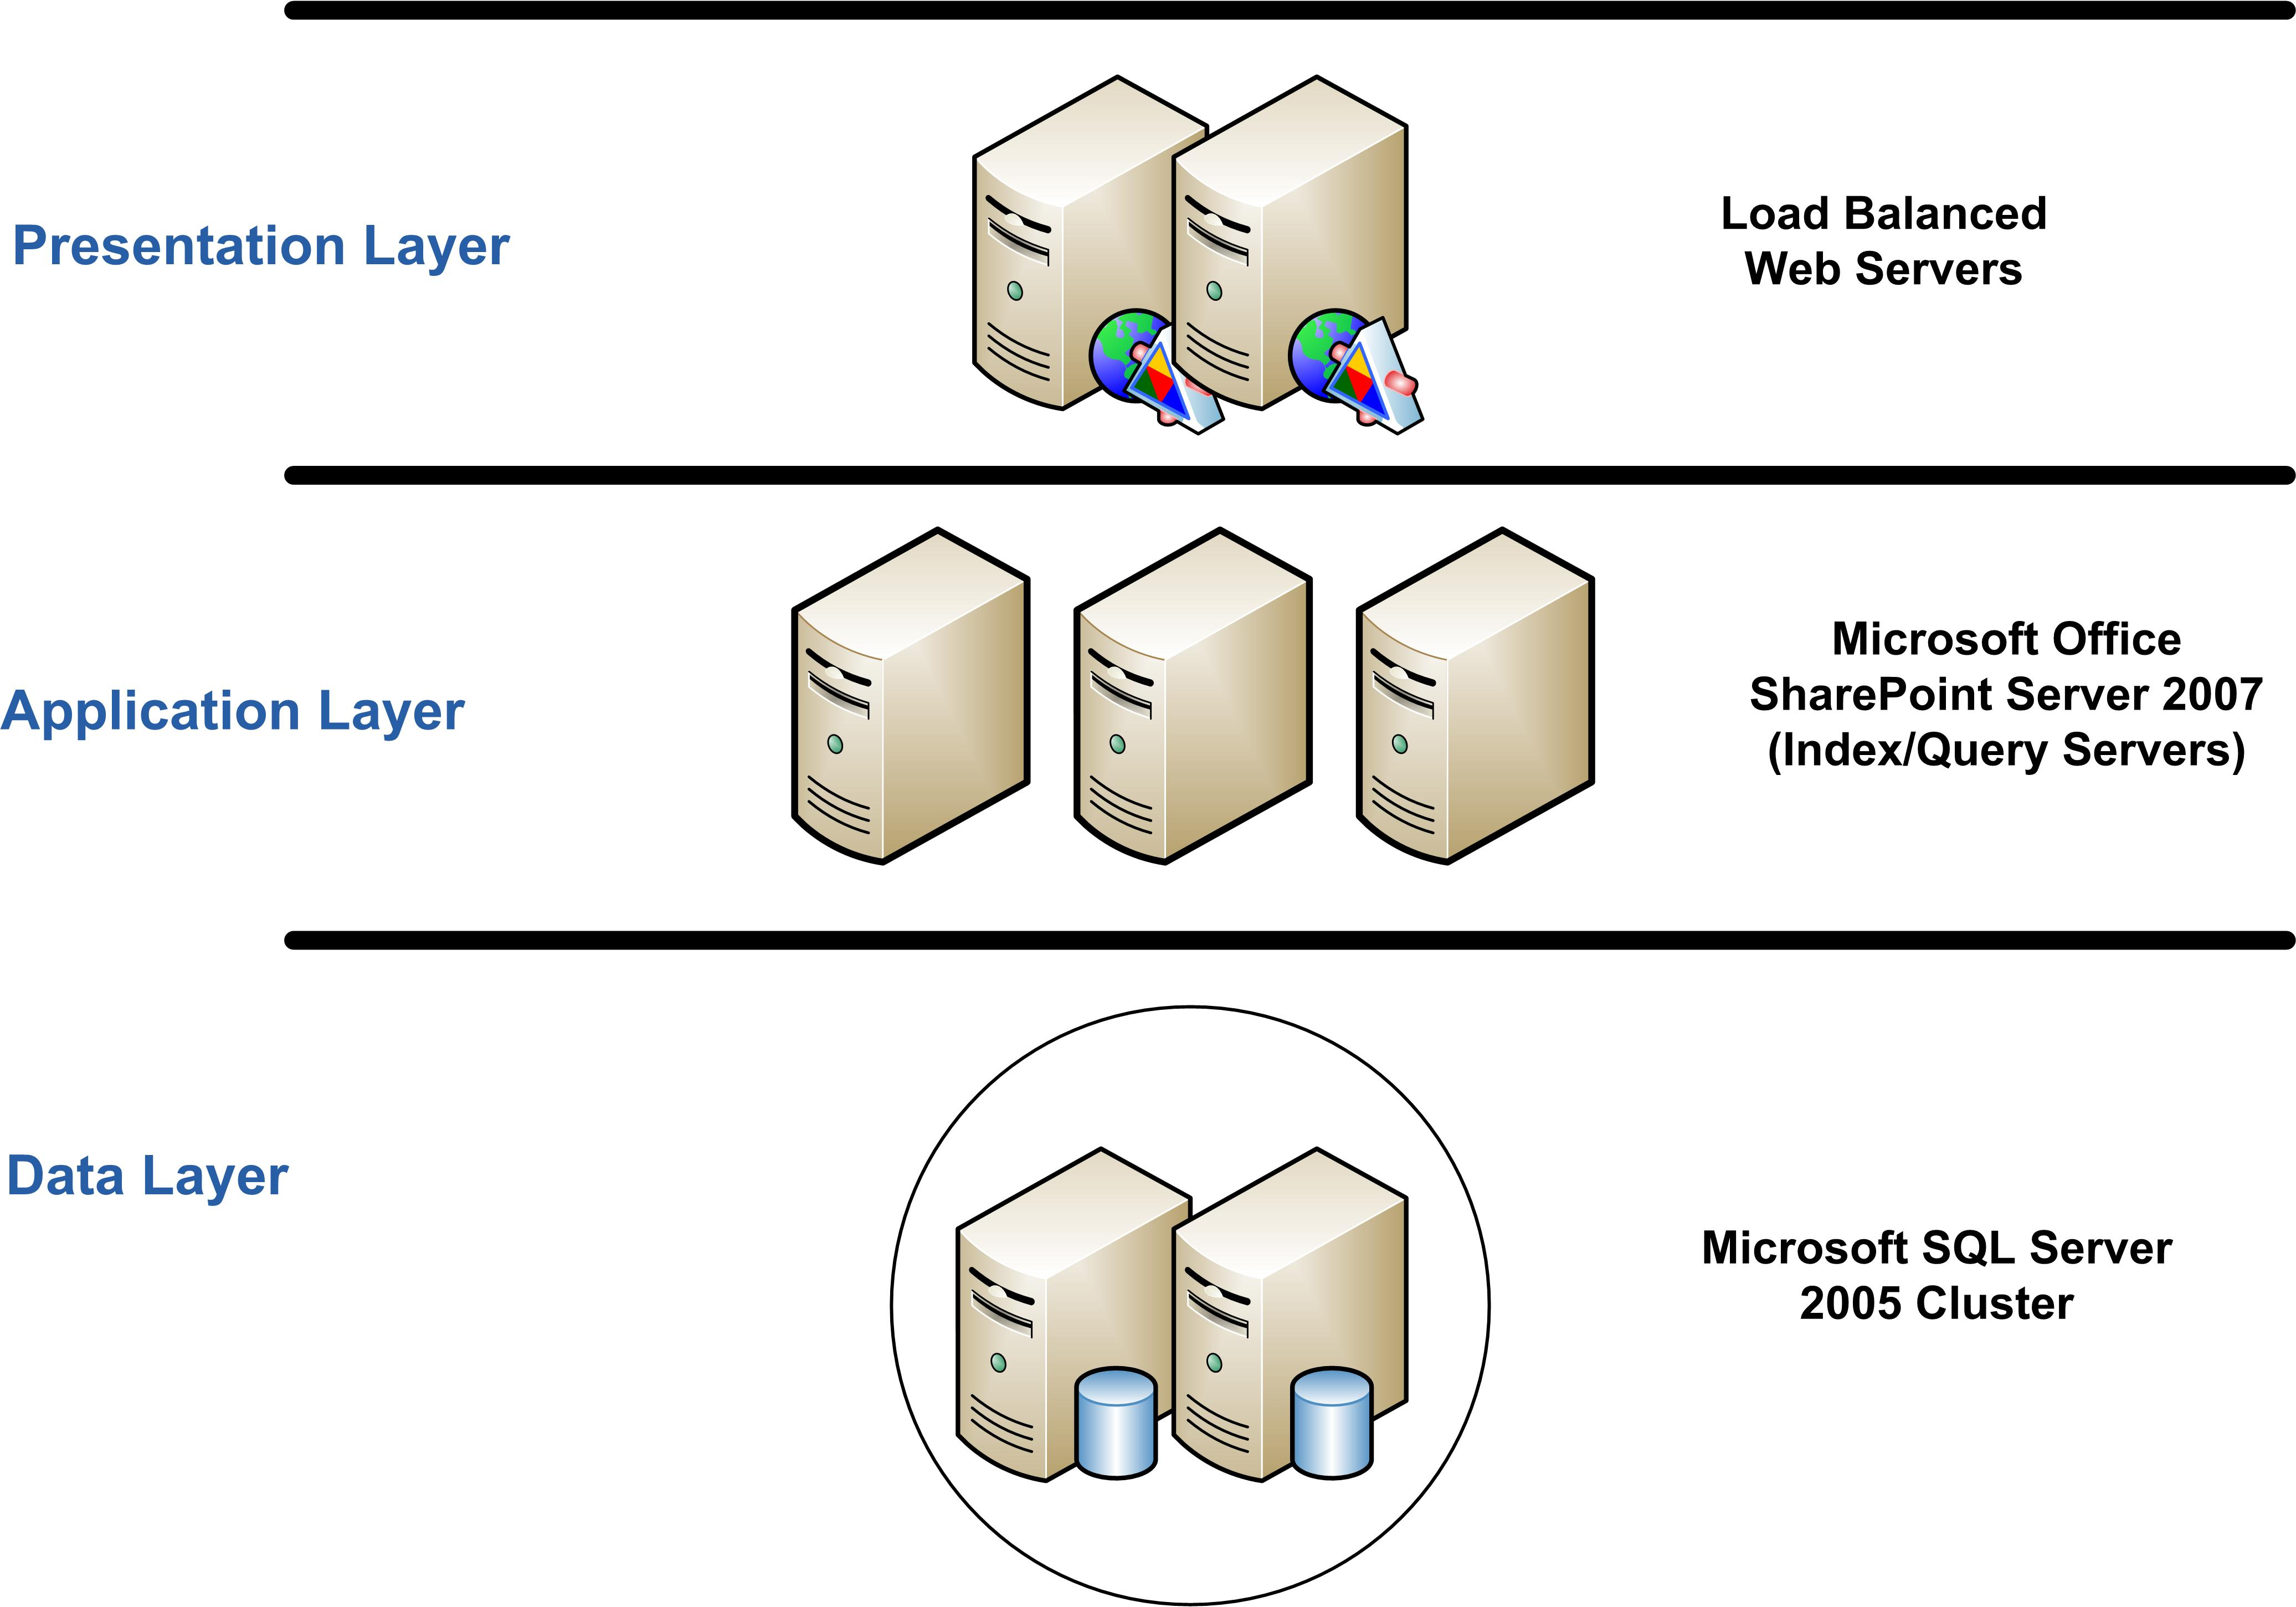 Presentation Layer
Load Balanced
Web Servers
Application Layer
Microsoft Office
SharePoint Server 2007
(Index/Query Servers)
Data Layer
Microsoft SQL Server
2005 Cluster